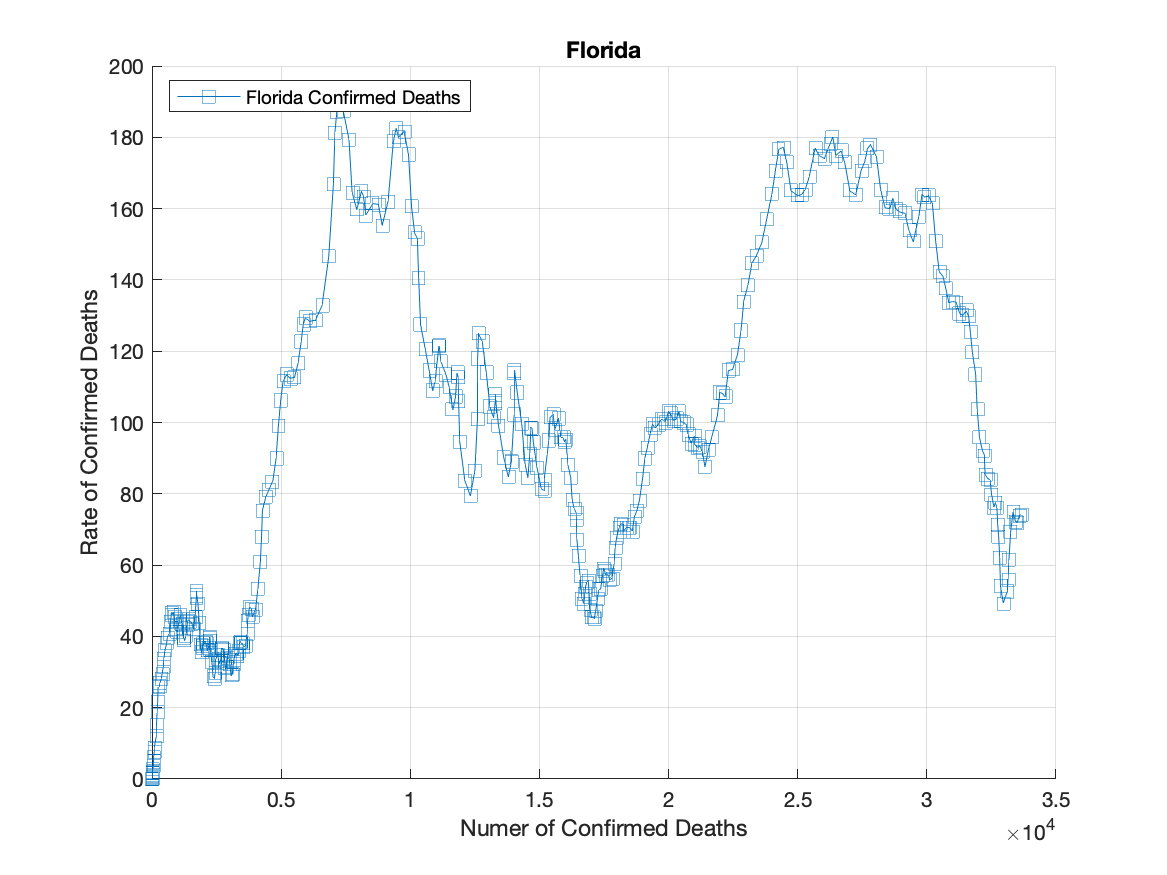 Florida
Florida Confirmed Deaths
200
180
160
140
120
100
80
60
40
20
0
Rate of Confirmed Deaths
0 0.5 1 1.5 2 2.5 3 3.5
×10⁴
Numer of Confirmed Deaths